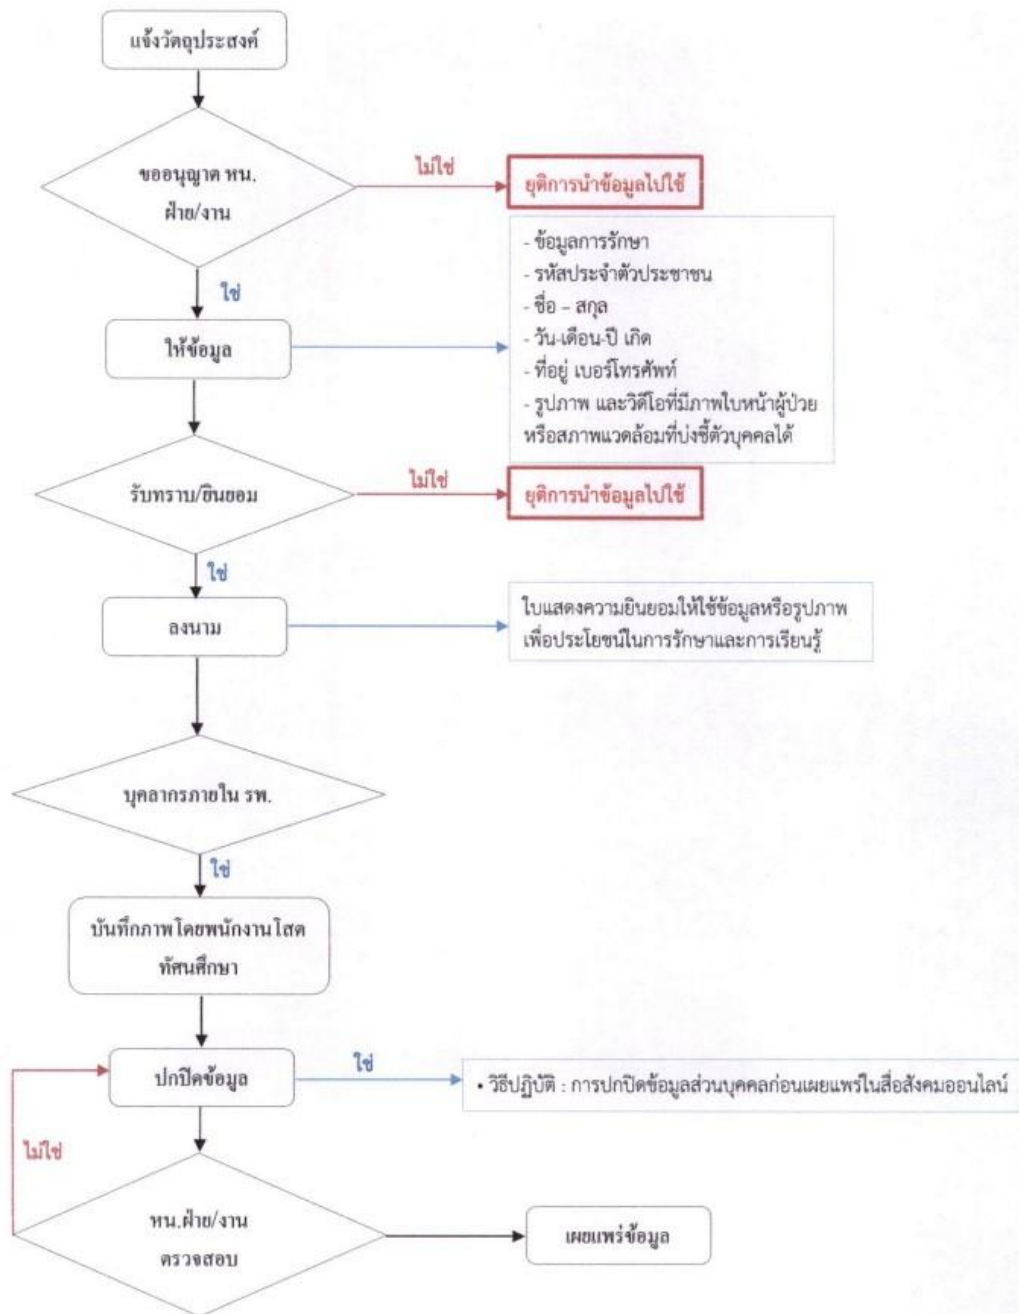 แจ้งวัตถุประสงค์
ขออนุญาต หน.
ฝ่าย/งาน
ไม่ใช่
ยุติการนำข้อมูลไปใช้
ใช่
- ข้อมูลการรักษา
- รหัสประจำตัวประชาชน
- ชื่อ – สกุล
- วัน-เดือน-ปี เกิด
- ที่อยู่ เบอร์โทรศัพท์
- รูปภาพ และวิดีโอที่มีภาพใบหน้าผู้ป่วย
หรือสภาพแวดล้อมที่บ่งชี้ตัวบุคคลได้
ให้ข้อมูล
รับทราบ/ยินยอม
ไม่ใช่
ยุติการนำข้อมูลไปใช้
ใช่
ลงนาม
ใบแสดงความยินยอมให้ใช้ข้อมูลหรือรูปภาพ
เพื่อประโยชน์ในการรักษาและการเรียนรู้
บุคลากรภายใน รพ.
ใช่
บันทึกภาพโดยพนักงานโสต
ทัศนศึกษา
ปกปิดข้อมูล
ใช่
• วิธีปฏิบัติ : การปกปิดข้อมูลส่วนบุคคลก่อนเผยแพร่ในสื่อสังคมออนไลน์
ไม่ใช่
หน.ฝ่าย/งาน
ตรวจสอบ
เผยแพร่ข้อมูล